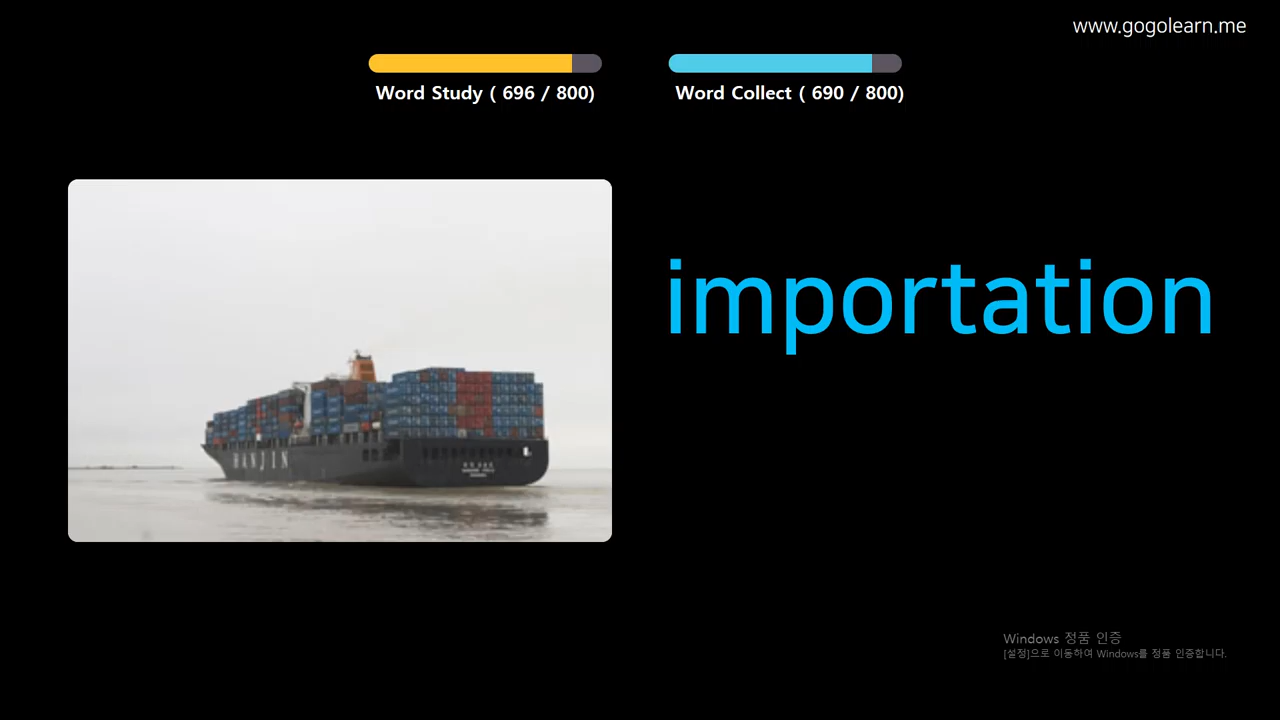 www.gogolearn.me
Word Study ( 696 / 800)
Word Collect ( 690 / 800)
importation
HANJIN
Windows 정품 인증
[설정]으로 이동하여 Windows를 정품 인증합니다.